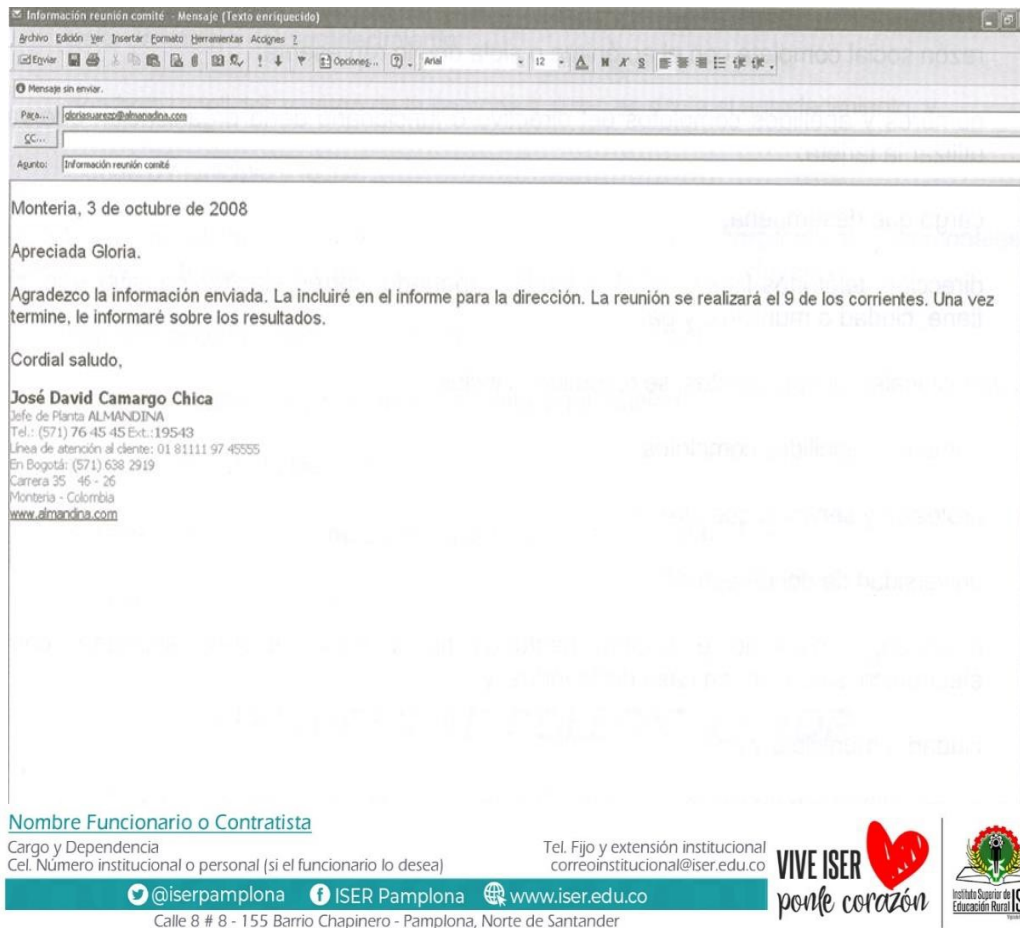 Información reunión comité - Mensaje (Texto enriquecido)
Archivo Edición Ver Insertar Formato Herramientas Acciones ?
Enviar Opciones... Arial 12 A N K S
Mensaje sin enviar.
Para... gloriasuarezp@almanadina.com
CC...
Asunto: Información reunión comité
Monteria, 3 de octubre de 2008
Apreciada Gloria.
Agradezco la información enviada. La incluiré en el informe para la dirección. La reunión se realizará el 9 de los corrientes. Una vez
termine, le informaré sobre los resultados.
Cordial saludo,
José David Camargo Chica
Jefe de Planta ALMANDINA
Tel.: (571) 76 45 45 Ext.:19543
Línea de atención al cliente: 01 81111 97 45555
En Bogotá: (571) 638 2919
Carrera 35 46 - 26
Monteria - Colombia
www.almandina.com
Nombre Funcionario o Contratista
Cargo y Dependencia
Cel. Número institucional o personal (si el funcionario lo desea)
Tel. Fijo y extensión institucional
correoinstitucional@iser.edu.co
@iserpamplona ISER Pamplona www.iser.edu.co
Calle 8 # 8 - 155 Barrio Chapinero - Pamplona, Norte de Santander
VIVE ISER
ponle corazón
Instituto Superior de
Educación Rural IS